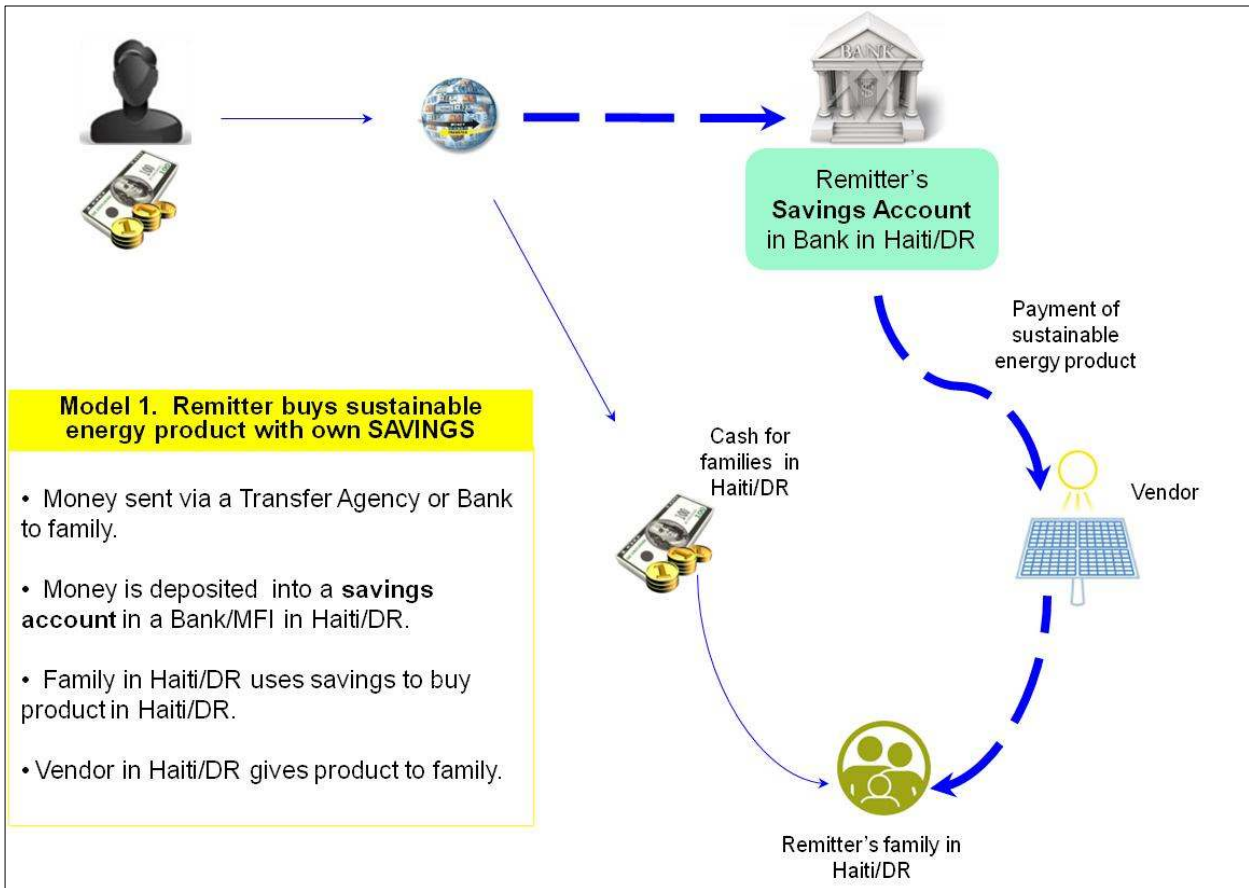 BANK
Remitter's
Savings Account
in Bank in Haiti/DR
Payment of
sustainable
energy product
Model 1. Remitter buys sustainable
energy product with own SAVINGS
• Money sent via a Transfer Agency or Bank
to family.
• Money is deposited into a savings
account in a Bank/MFI in Haiti/DR.
• Family in Haiti/DR uses savings to buy
product in Haiti/DR.
• Vendor in Haiti/DR gives product to family.
Cash for
families in
Haiti/DR
Vendor
Remitter's family in
Haiti/DR